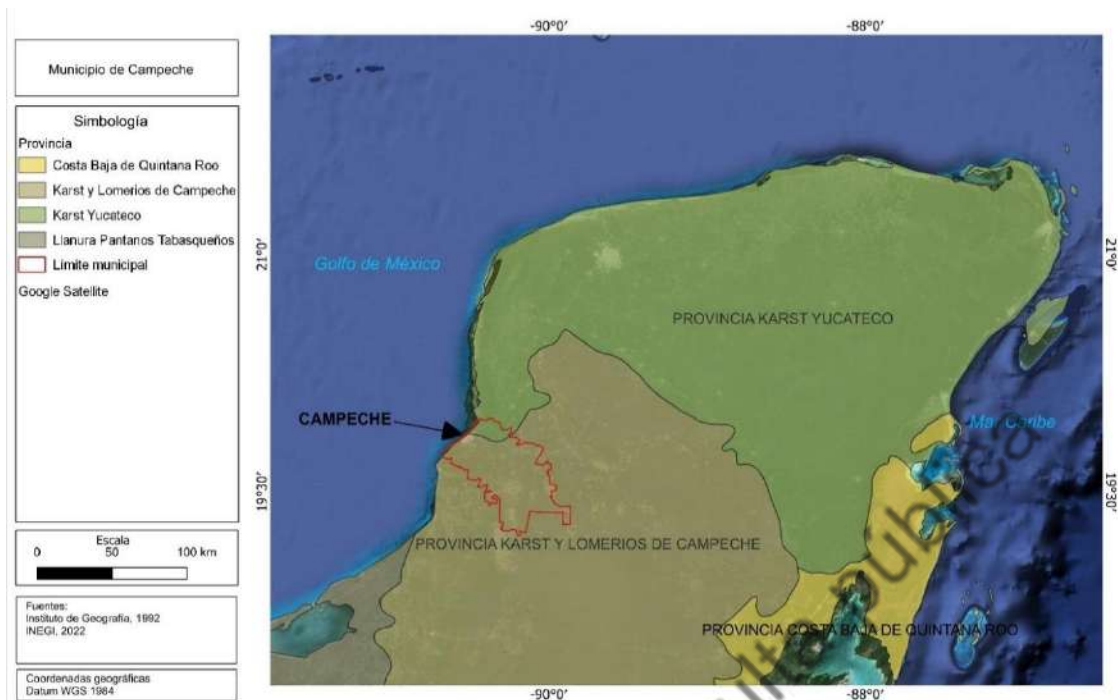 Municipio de Campeche
Simbología
Provincia
Costa Baja de Quintana Roo
Karst y Lomerios de Campeche
Karst Yucateco
Llanura Pantanos Tabasqueños
Límite municipal
Google Satellite
Escala
0 50 100 km
Fuentes:
Instituto de Geografía, 1992
INEGI, 2022
Coordenadas geográficas
Datum WGS 1984
-90°0' -88°0'
21°0' 21°0'
Golfo de México
PROVINCIA KARST YUCATECO
CAMPECHE
Mar Caribe
19°30' 19°30'
PROVINCIA KARST Y LOMERIOS DE CAMPECHE
PROVINCIA COSTA BAJA DE QUINTANA ROO
-90°0' -88°0'
pública